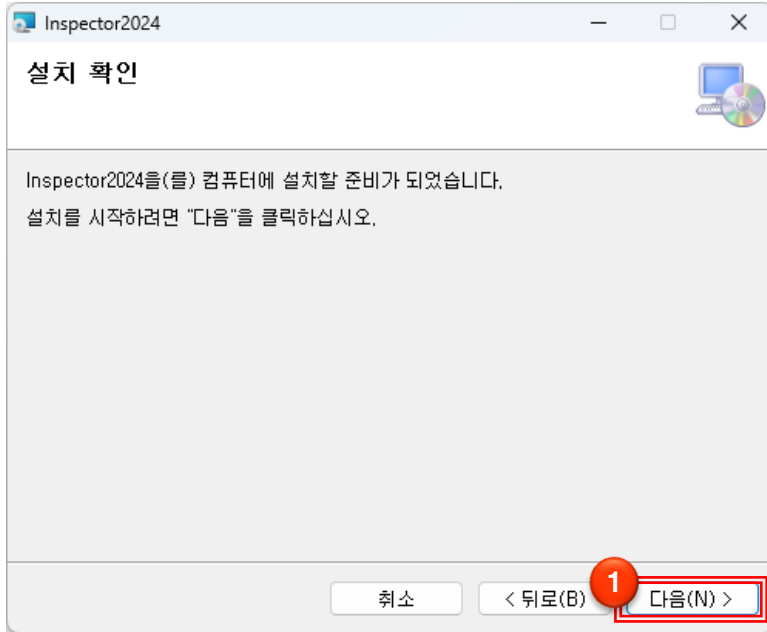 Inspector2024
설치 확인
Inspector2024을(를) 컴퓨터에 설치할 준비가 되었습니다.
설치를 시작하려면 "다음"을 클릭하십시오.
취소
< 뒤로(B)
1
다음(N) >